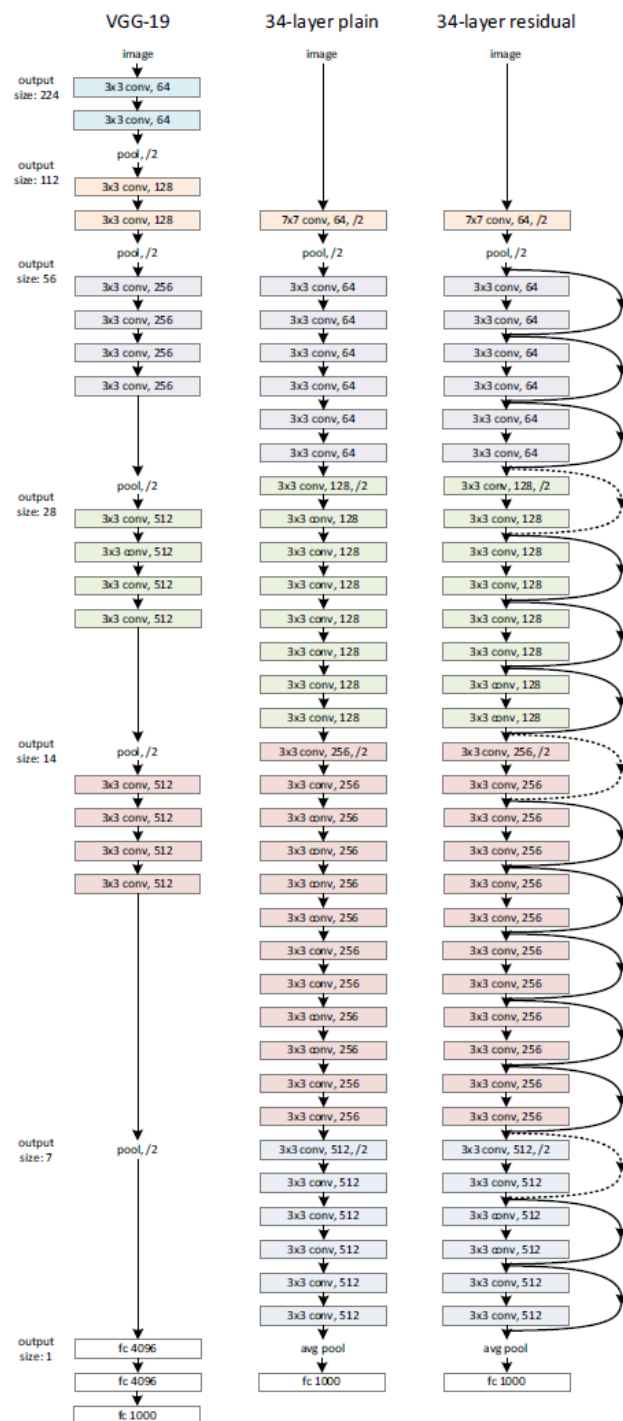 output
size: 224
output
size: 112
output
size: 56
output
size: 28
output
size: 14
output
size: 7
output
size: 1
VGG-19
image
3x3 conv, 64
3x3 conv, 64
pool, /2
3x3 conv, 128
3x3 conv, 128
pool, /2
3x3 conv, 256
3x3 conv, 256
3x3 conv, 256
3x3 conv, 256
pool, /2
3x3 conv, 512
3x3 conv, 512
3x3 conv, 512
3x3 conv, 512
pool, /2
3x3 conv, 512
3x3 conv, 512
3x3 conv, 512
3x3 conv, 512
pool, /2
fc 4096
fc 4096
fc 1000
34-layer plain
image
7x7 conv, 64, /2
pool, /2
3x3 conv, 64
3x3 conv, 64
3x3 conv, 64
3x3 conv, 64
3x3 conv, 64
3x3 conv, 64
3x3 conv, 128, /2
3x3 conv, 128
3x3 conv, 128
3x3 conv, 128
3x3 conv, 128
3x3 conv, 128
3x3 conv, 128
3x3 conv, 128
3x3 conv, 256, /2
3x3 conv, 256
3x3 conv, 256
3x3 conv, 256
3x3 conv, 256
3x3 conv, 256
3x3 conv, 256
3x3 conv, 256
3x3 conv, 256
3x3 conv, 256
3x3 conv, 256
3x3 conv, 256
3x3 conv, 512, /2
3x3 conv, 512
3x3 conv, 512
3x3 conv, 512
3x3 conv, 512
3x3 conv, 512
avg pool
fc 1000
34-layer residual
image
7x7 conv, 64, /2
pool, /2
3x3 conv, 64
3x3 conv, 64
3x3 conv, 64
3x3 conv, 64
3x3 conv, 64
3x3 conv, 64
3x3 conv, 128, /2
3x3 conv, 128
3x3 conv, 128
3x3 conv, 128
3x3 conv, 128
3x3 conv, 128
3x3 conv, 128
3x3 conv, 128
3x3 conv, 256, /2
3x3 conv, 256
3x3 conv, 256
3x3 conv, 256
3x3 conv, 256
3x3 conv, 256
3x3 conv, 256
3x3 conv, 256
3x3 conv, 256
3x3 conv, 256
3x3 conv, 256
3x3 conv, 256
3x3 conv, 512, /2
3x3 conv, 512
3x3 conv, 512
3x3 conv, 512
3x3 conv, 512
3x3 conv, 512
avg pool
fc 1000